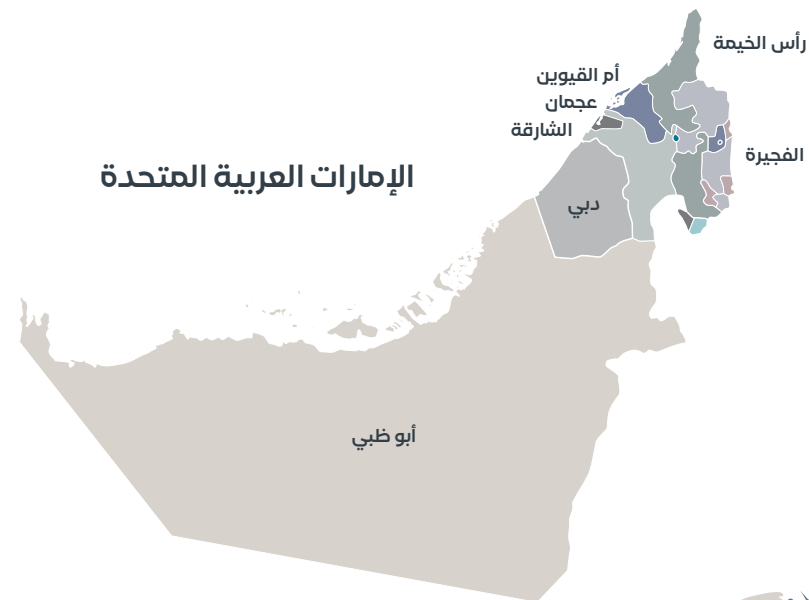 رأس الخيمة
أم القيوين
عجمان
الشارقة
الفجيرة
الإمارات العربية المتحدة
دبي
أبو ظبي